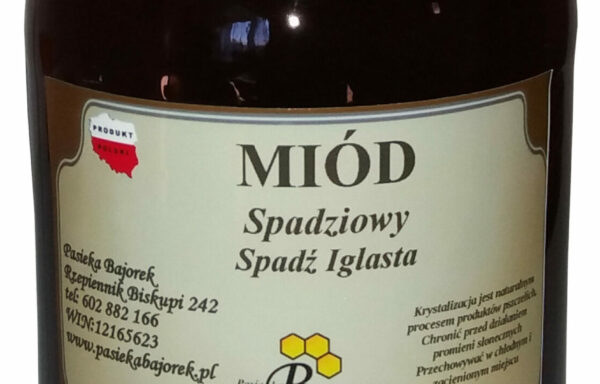 PRODUKT
POLSKI
MIÓD
Spadziowy
Spadź Iglasta
Pasieka Bajorek
Rzepiennik Biskupi 242
tel: 602 882 166
WIN:12165623
www.pasiekabajorek.pl
Krystalizacja jest naturalnym
procesem produktów pszczelich,
Chronić przed działaniem
promieni słonecznych
Przechowywać w chłodnym i
zacienionym miejscu